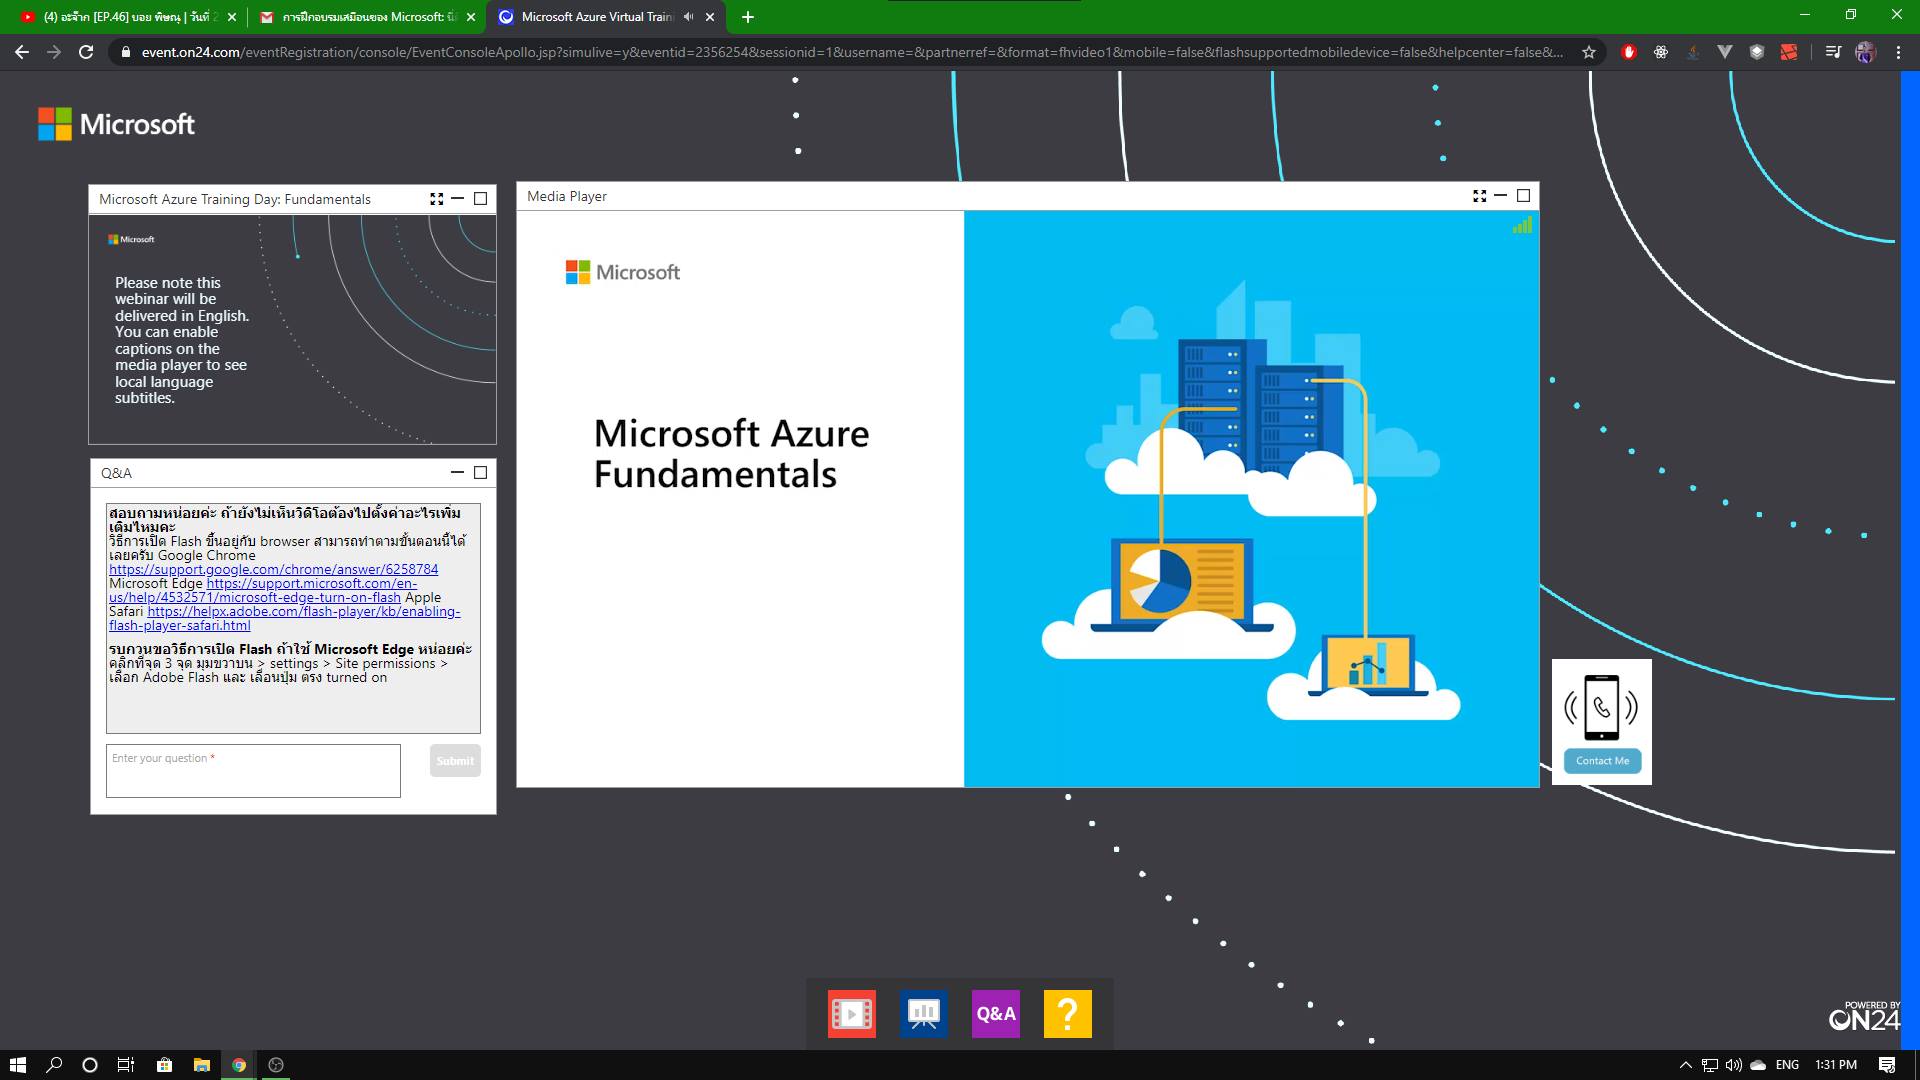 (4) อะจ๊าก [EP.46] บอย พิษณุ | วันที่ 2
การฝึกอบรมเสมือนของ Microsoft: นี่
Microsoft Azure Virtual Traini
event.on24.com/eventRegistration/console/EventConsoleApollo.jsp?simulive=y&eventid=2356254&sessionid=1&username=&partnerref=&format=fhvideo1&mobile=false&flashsupportedmobiledevice=false&helpcenter=false&...
Microsoft
Microsoft Azure Training Day: Fundamentals
Microsoft
Please note this
webinar will be
delivered in English.
You can enable
captions on the
media player to see
local language
subtitles.
Q&A
สอบถามหน่อยค่ะ ถ้ายังไม่เห็นวิดีโอต้องไปตั้งค่าอะไรเพิ่ม
เติมไหมคะ
วิธีการเปิด Flash ขึ้นอยู่กับ browser สามารถทำตามขั้นตอนนี้ได้
เลยครับ Google Chrome
https://support.google.com/chrome/answer/6258784
Microsoft Edge https://support.microsoft.com/en-
us/help/4532571/microsoft-edge-turn-on-flash Apple
Safari https://helpx.adobe.com/flash-player/kb/enabling-
flash-player-safari.html
รบกวนขอวิธีการเปิด Flash ถ้าใช้ Microsoft Edge หน่อยค่ะ
คลิกที่จุด 3 จุด มุมขวาบน > settings > Site permissions >
เลือก Adobe Flash และ เลื่อนปุ่ม ตรง turned on
Enter your question *
Submit
Media Player
Microsoft
Microsoft Azure
Fundamentals
Contact Me
Q&A
?
POWERED BY
ON24
ENG
1:31 PM